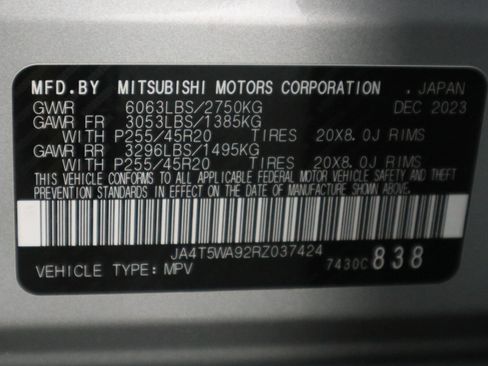 MFD.BY MITSUBISHI MOTORS CORPORATION . JAPAN
GVWR 6063LBS/2750KG DEC 2023
GAWR FR 3053LBS/1385KG
WITH P255/45R20 TIRES 20X8.0J RIMS
GAWR RR 3296LBS/1495KG
WITH P255/45R20 TIRES 20X8.0J RIMS
THIS VEHICLE CONFORMS TO ALL APPLICABLE FEDERAL MOTOR VEHICLE SAFETY AND THEFT
PREVENTION STANDARDS IN EFFECT ON THE DATE OF MANUFACTURE SHOWN ABOVE.
JA4T5WA92RZ037424
VEHICLE TYPE: MPV 7430C 838